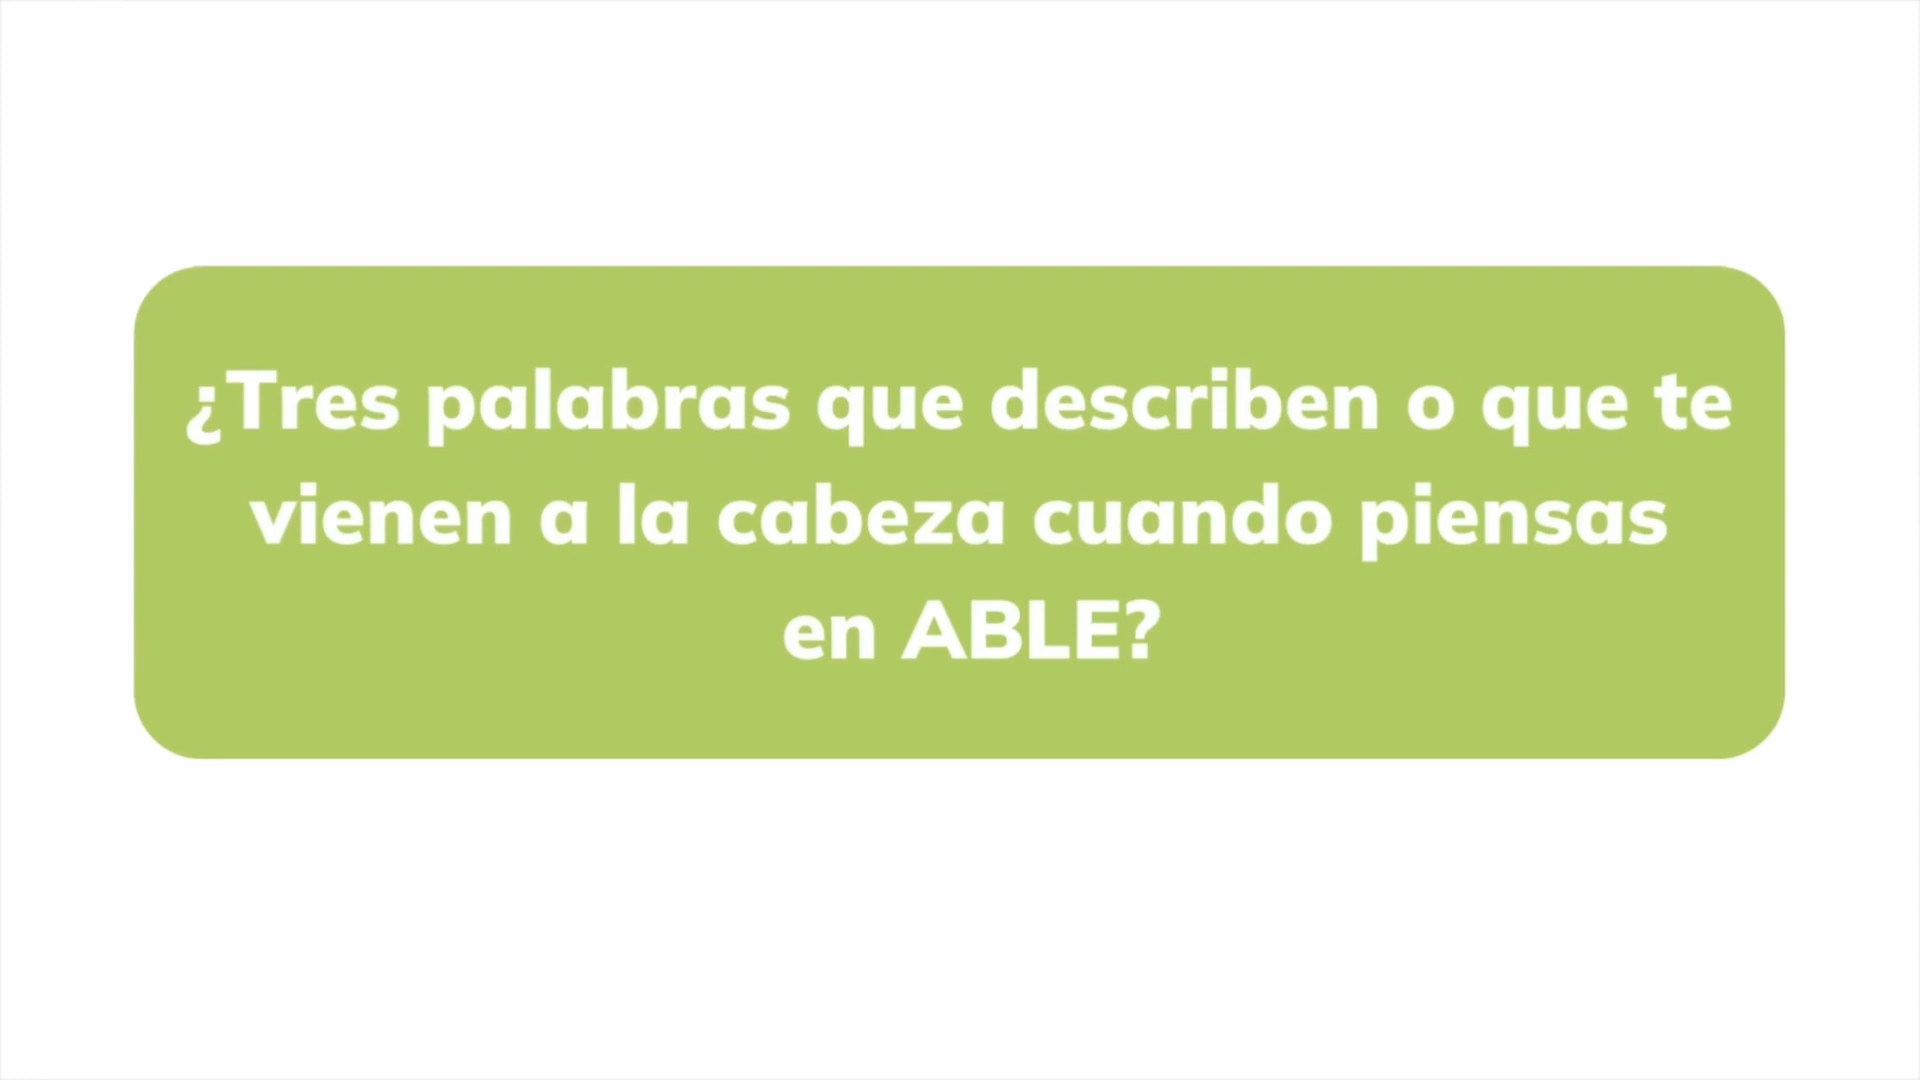 ¿Tres palabras que describen o que te
vienen a la cabeza cuando piensas
en ABLE?